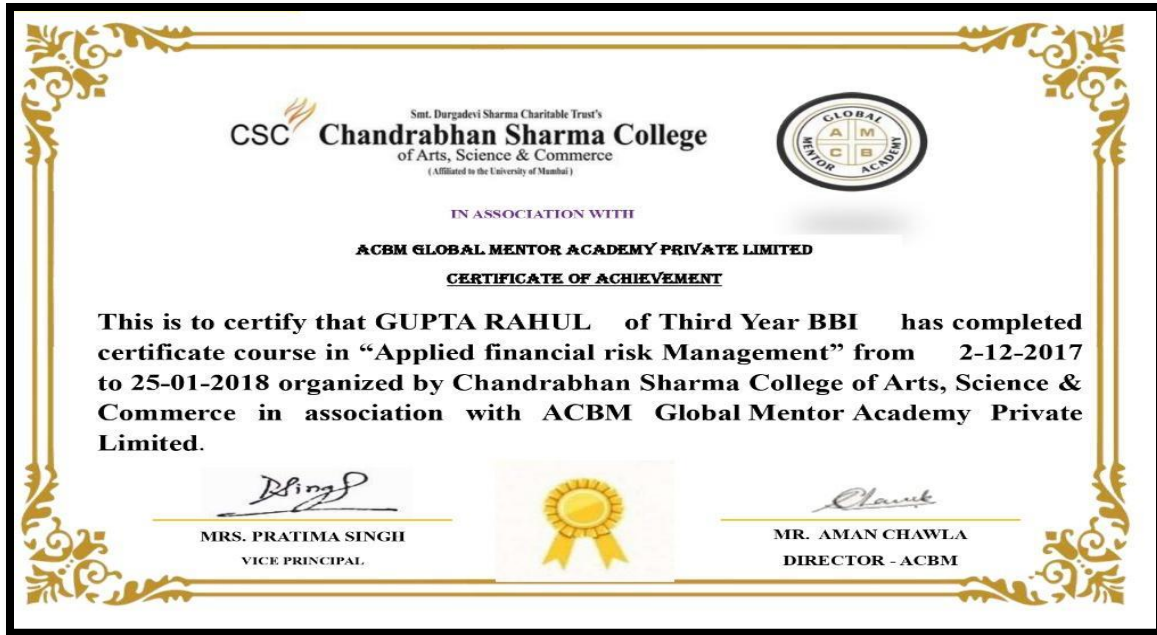 CSC
Smt. Durgadevi Sharma Charitable Trust's
Chandrabhan Sharma College
of Arts, Science & Commerce
( Affiliated to the University of Mumbai )
GLOBAL
MENTOR ACADEMY
A M
C B
IN ASSOCIATION WITH
ACBM GLOBAL MENTOR ACADEMY PRIVATE LIMITED
CERTIFICATE OF ACHIEVEMENT
This is to certify that GUPTA RAHUL of Third Year BBI has completed
certificate course in “Applied financial risk Management” from 2-12-2017
to 25-01-2018 organized by Chandrabhan Sharma College of Arts, Science &
Commerce in association with ACBM Global Mentor Academy Private
Limited.
PSingh
Chawla
MRS. PRATIMA SINGH
VICE PRINCIPAL
MR. AMAN CHAWLA
DIRECTOR - ACBM